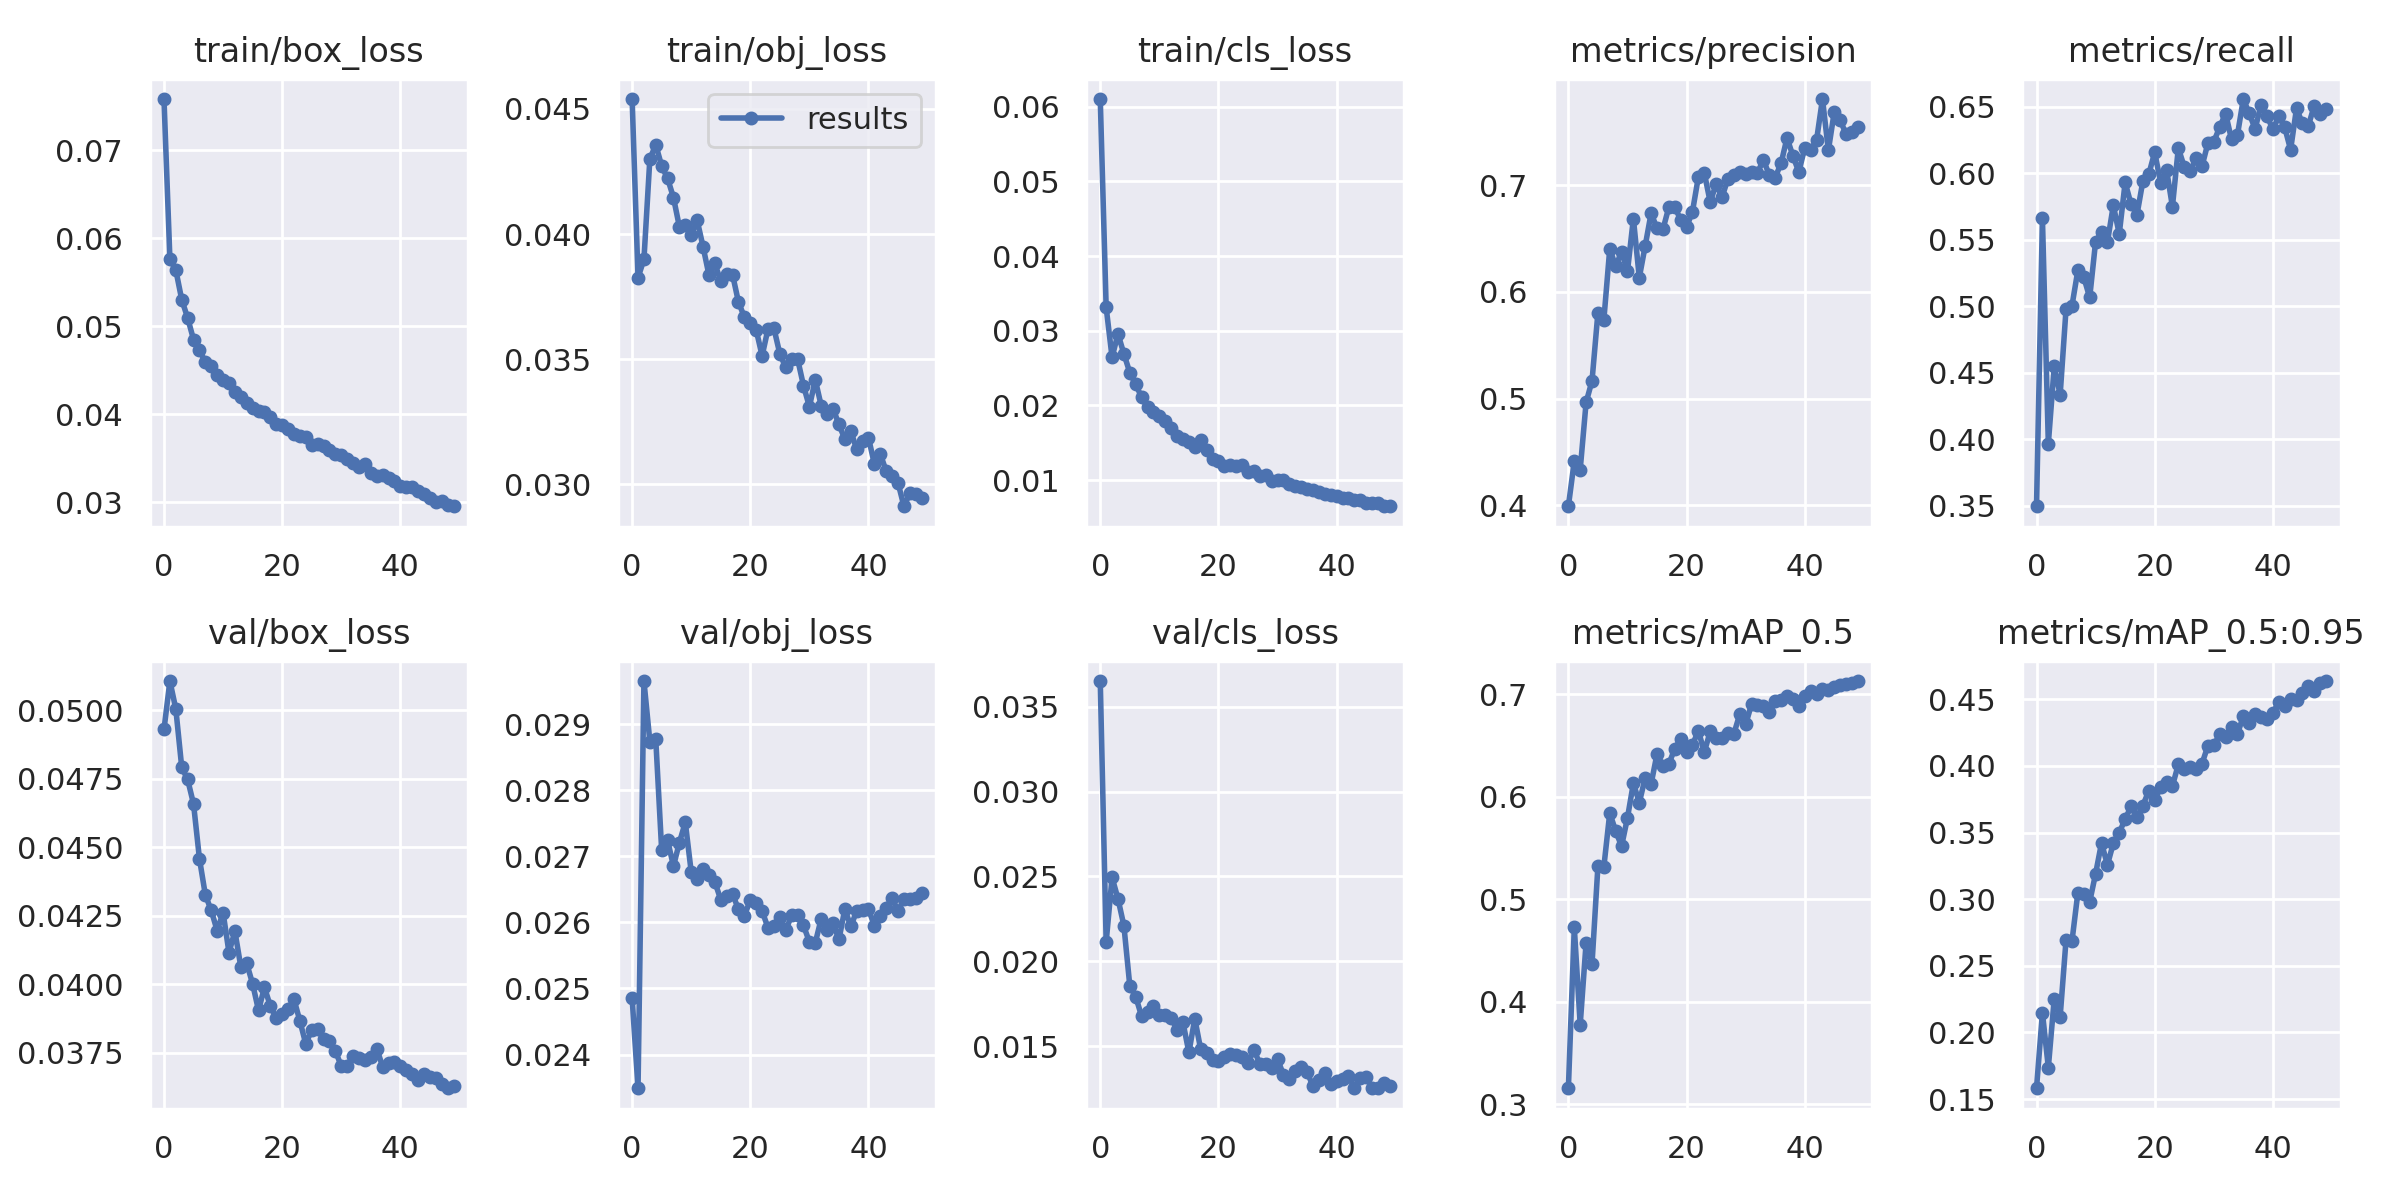 train/box_loss
0.07
0.06
0.05
0.04
0.03
0 20 40
train/obj_loss
results
0.045
0.040
0.035
0.030
0 20 40
train/cls_loss
0.06
0.05
0.04
0.03
0.02
0.01
0 20 40
metrics/precision
0.7
0.6
0.5
0.4
0 20 40
metrics/recall
0.65
0.60
0.55
0.50
0.45
0.40
0.35
0 20 40
val/box_loss
0.0500
0.0475
0.0450
0.0425
0.0400
0.0375
0 20 40
val/obj_loss
0.029
0.028
0.027
0.026
0.025
0.024
0 20 40
val/cls_loss
0.035
0.030
0.025
0.020
0.015
0 20 40
metrics/mAP_0.5
0.7
0.6
0.5
0.4
0.3
0 20 40
metrics/mAP_0.5:0.95
0.45
0.40
0.35
0.30
0.25
0.20
0.15
0 20 40